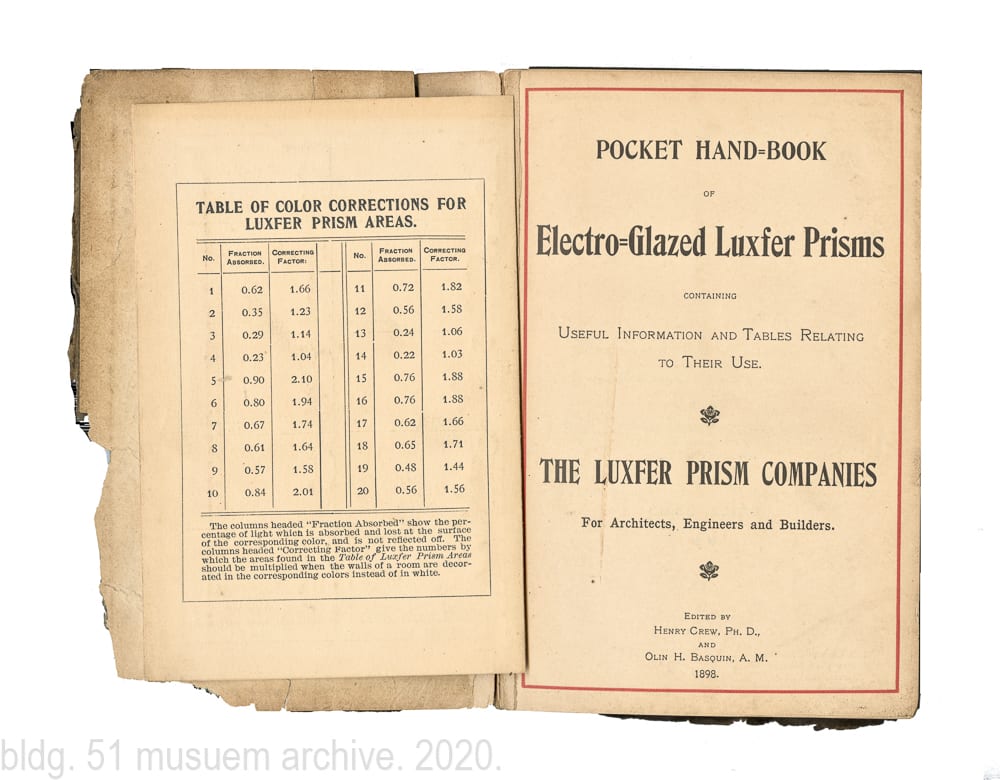 TABLE OF COLOR CORRECTIONS FOR
LUXFER PRISM AREAS.
No. FRACTION ABSORBED. CORRECTING FACTOR: No. FRACTION ABSORBED. CORRECTING FACTOR.
1 0.62 1.66 11 0.72 1.82
2 0.35 1.23 12 0.56 1.58
3 0.29 1.14 13 0.24 1.06
4 0.23 1.04 14 0.22 1.03
5 0.90 2.10 15 0.76 1.88
6 0.80 1.94 16 0.76 1.88
7 0.67 1.74 17 0.62 1.66
8 0.61 1.64 18 0.65 1.71
9 0.57 1.58 19 0.48 1.44
10 0.84 2.01 20 0.56 1.56
The columns headed "Fraction Absorbed" show the per-
centage of light which is absorbed and lost at the surface
of the corresponding color, and is not reflected off. The
columns headed "Correcting Factor" give the numbers by
which the areas found in the Table of Luxfer Prism Areas
should be multiplied when the walls of a room are decor-
ated in the corresponding colors instead of in white.
POCKET HAND=BOOK
OF
Electro=Glazed Luxfer Prisms
CONTAINING
USEFUL INFORMATION AND TABLES RELATING
TO THEIR USE.
THE LUXFER PRISM COMPANIES
For Architects, Engineers and Builders.
EDITED BY
HENRY CREW, PH. D.,
AND
OLIN H. BASQUIN, A. M.
1898.
bldg. 51 musuem archive. 2020.